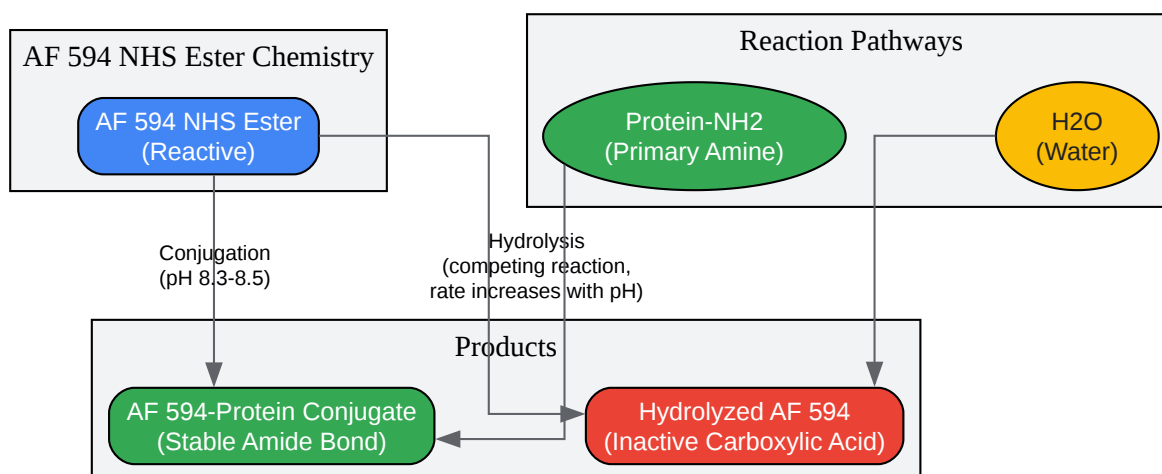 AF 594 NHS Ester Chemistry
AF 594 NHS Ester
(Reactive)
Reaction Pathways
Protein-NH2
(Primary Amine)
H2O
(Water)
Conjugation
(pH 8.3-8.5)
Hydrolysis
(competing reaction,
rate increases with pH)
Products
AF 594-Protein Conjugate
(Stable Amide Bond)
Hydrolyzed AF 594
(Inactive Carboxylic Acid)